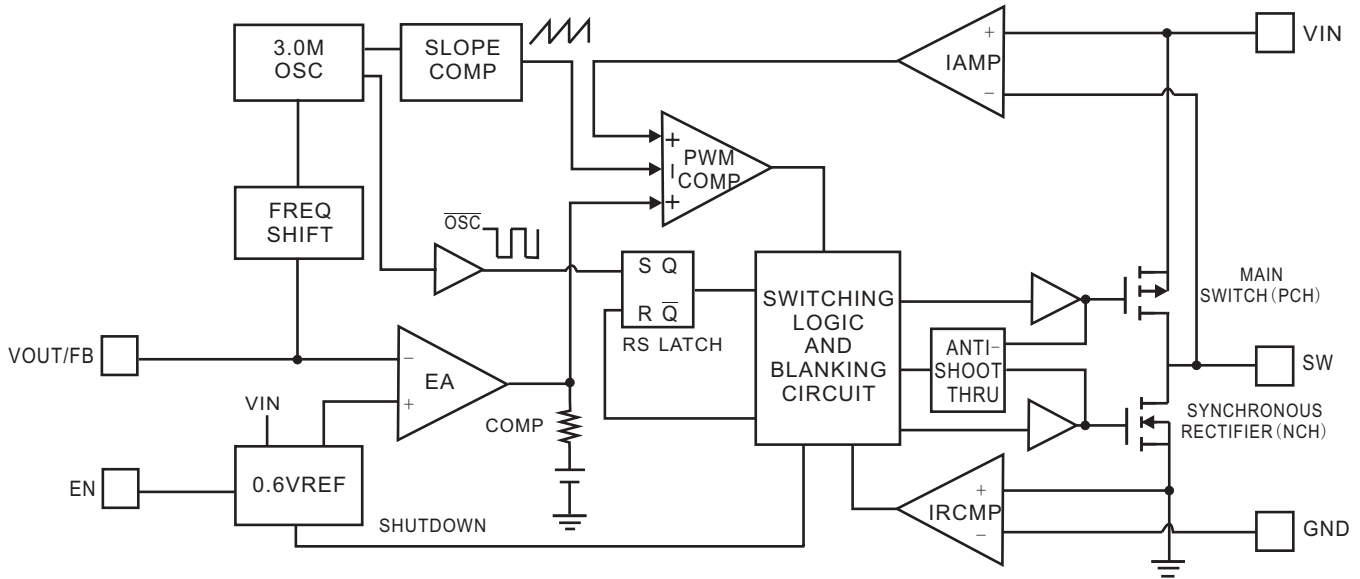 3.0M
OSC
SLOPE
COMP
+
IAMP
−
VIN
+
PWM
I
COMP
+
FREQ
SHIFT
OSC
S Q
R Q
RS LATCH
SWITCHING
LOGIC
AND
BLANKING
CIRCUIT
MAIN
SWITCH(PCH)
ANTI-
SHOOT
THRU
SW
SYNCHRONOUS
RECTIFIER(NCH)
VOUT/FB
−
EA
+
VIN
COMP
EN
0.6VREF
SHUTDOWN
+
IRCMP
−
GND